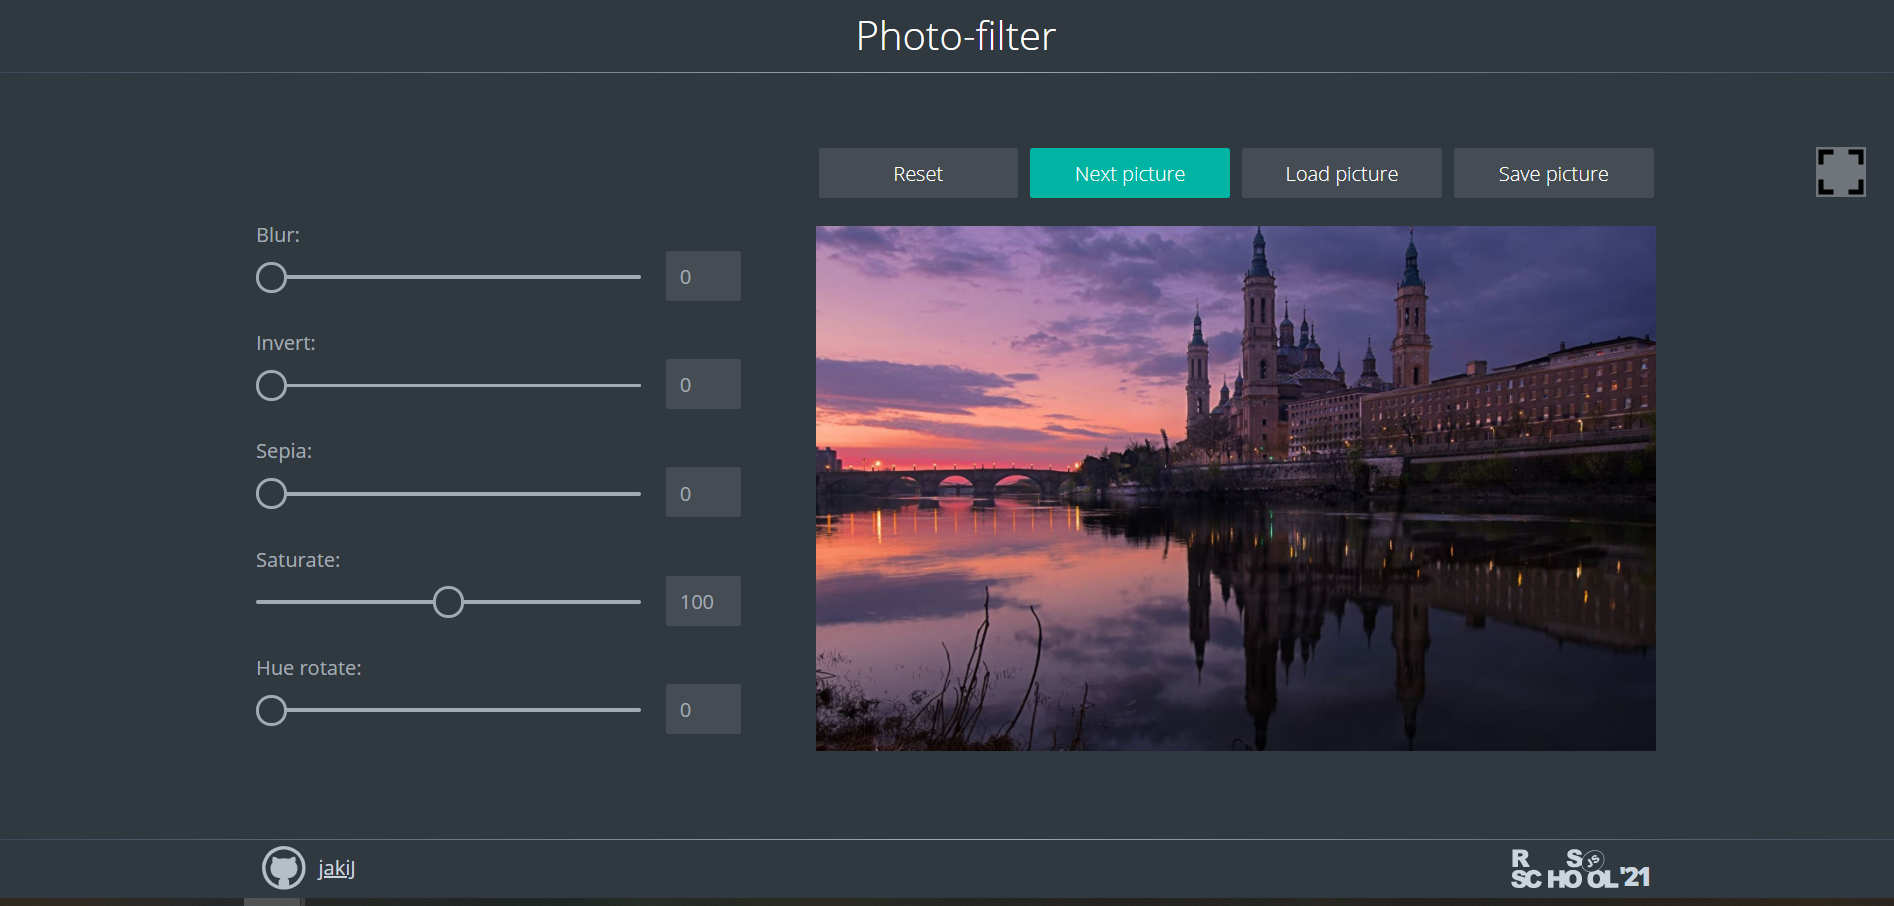 Photo-filter
Reset
Next picture
Load picture
Save picture
Blur:
0
Invert:
0
Sepia:
0
Saturate:
100
Hue rotate:
0
jakiJ
R S JS
SCHOOL'21